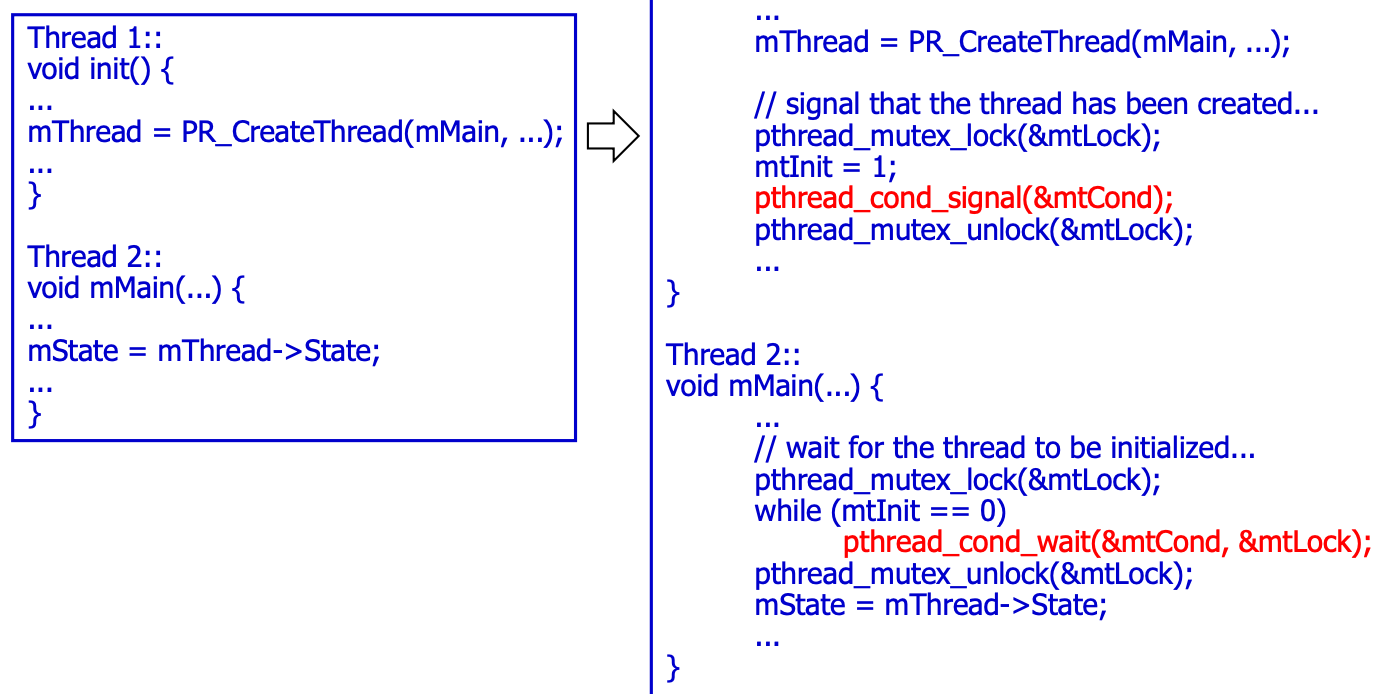 Thread 1::
void init() {
...
mThread = PR_CreateThread(mMain, ...);
...
}
Thread 2::
void mMain(...) {
...
mState = mThread->State;
...
}
...
mThread = PR_CreateThread(mMain, ...);
// signal that the thread has been created...
pthread_mutex_lock(&mtLock);
mtInit = 1;
pthread_cond_signal(&mtCond);
pthread_mutex_unlock(&mtLock);
...
}
Thread 2::
void mMain(...) {
...
// wait for the thread to be initialized...
pthread_mutex_lock(&mtLock);
while (mtInit == 0)
pthread_cond_wait(&mtCond, &mtLock);
pthread_mutex_unlock(&mtLock);
mState = mThread->State;
...
}